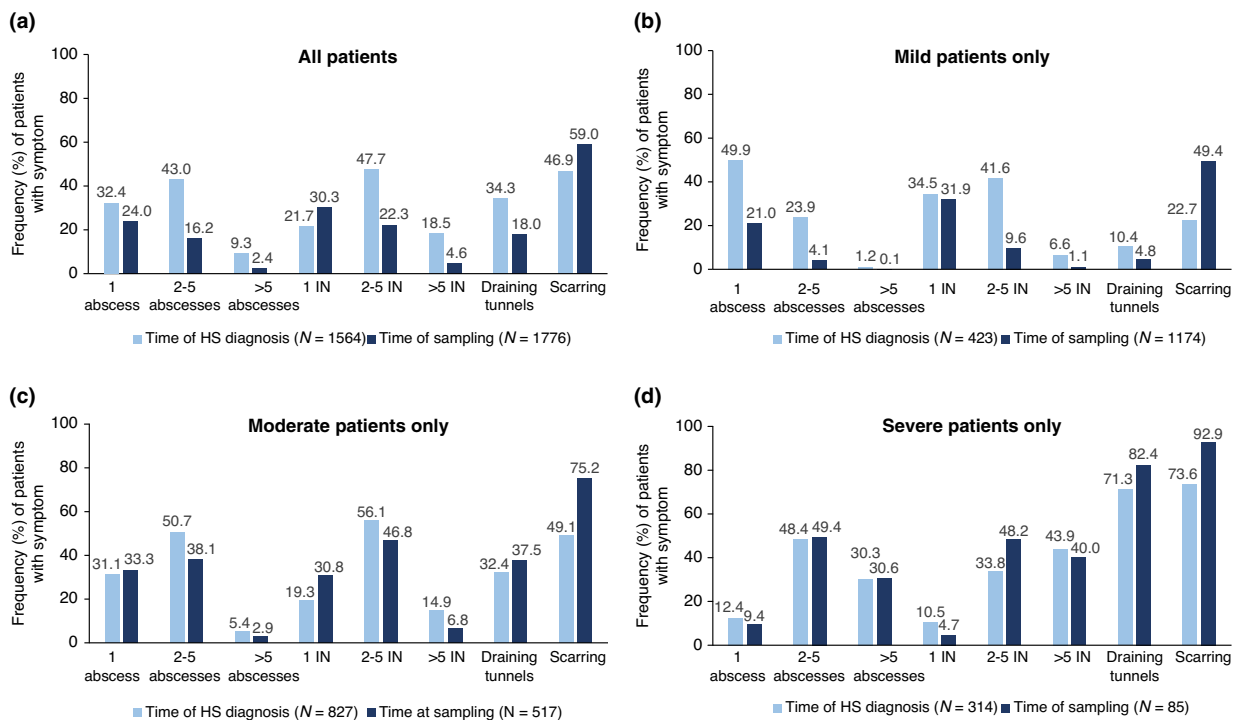 (a)
All patients
Frequency (%) of patients
with symptom
100
80
60
40
20
0
32.4
24.0
43.0
16.2
9.3
2.4
21.7
30.3
47.7
22.3
18.5
4.6
34.3
18.0
46.9
59.0
1
abscess
2-5
abscesses
>5
abscesses
1 IN
2-5 IN
>5 IN
Draining
tunnels
Scarring
Time of HS diagnosis (N = 1564) Time of sampling (N = 1776)
(b)
Mild patients only
Frequency (%) of patients
with symptom
100
80
60
40
20
0
49.9
21.0
23.9
4.1
1.2
0.1
34.5
31.9
41.6
9.6
6.6
1.1
10.4
4.8
22.7
49.4
1
abscess
2-5
abscesses
>5
abscesses
1 IN
2-5 IN
>5 IN
Draining
tunnels
Scarring
Time of HS diagnosis (N = 423) Time of sampling (N = 1174)
(c)
Moderate patients only
Frequency (%) of patients
with symptom
100
80
60
40
20
0
31.1
33.3
50.7
38.1
5.4
2.9
19.3
30.8
56.1
46.8
14.9
6.8
32.4
37.5
49.1
75.2
1
abscess
2-5
abscesses
>5
abscesses
1 IN
2-5 IN
>5 IN
Draining
tunnels
Scarring
Time of HS diagnosis (N = 827) Time at sampling (N = 517)
(d)
Severe patients only
Frequency (%) of patients
with symptom
100
80
60
40
20
0
12.4
9.4
48.4
49.4
30.3
30.6
10.5
4.7
33.8
48.2
43.9
40.0
71.3
82.4
73.6
92.9
1
abscess
2-5
abscesses
>5
abscesses
1 IN
2-5 IN
>5 IN
Draining
tunnels
Scarring
Time of HS diagnosis (N = 314) Time of sampling (N = 85)